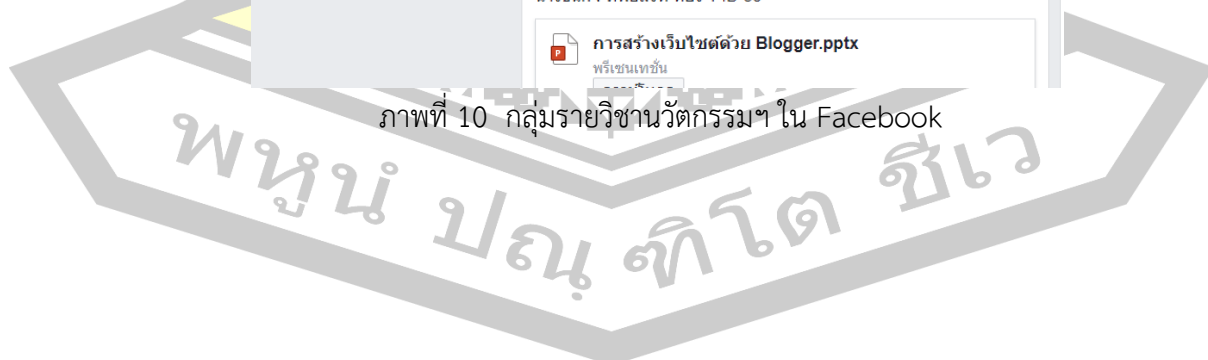 การสร้างเว็บไซต์ด้วย Blogger.pptx
พรีเซนเทชั่น
ภาพที่ 10 กลุ่มรายวิชานวัตกรรมฯ ใน Facebook
พหูนํ ปณฺฑิโต ชีเว